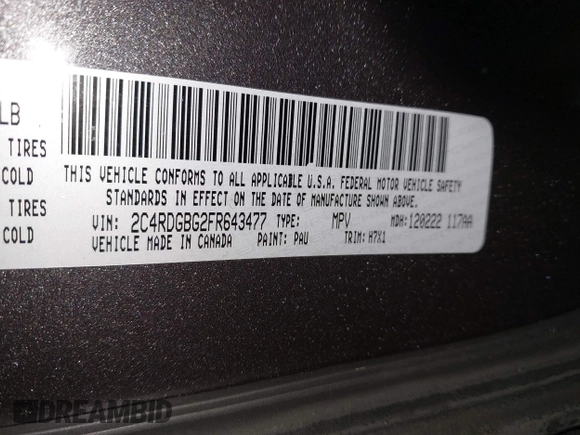 LB
TIRES
COLD
TIRES
COLD
THIS VEHICLE CONFORMS TO ALL APPLICABLE U.S.A. FEDERAL MOTOR VEHICLE SAFETY
STANDARDS IN EFFECT ON THE DATE OF MANUFACTURE SHOWN ABOVE.
VIN: 2C4RDGBG2FR643477 TYPE: MPV MDH: 120222 117AA
VEHICLE MADE IN CANADA PAINT: PAU TRIM: H7X1
DREAMBID